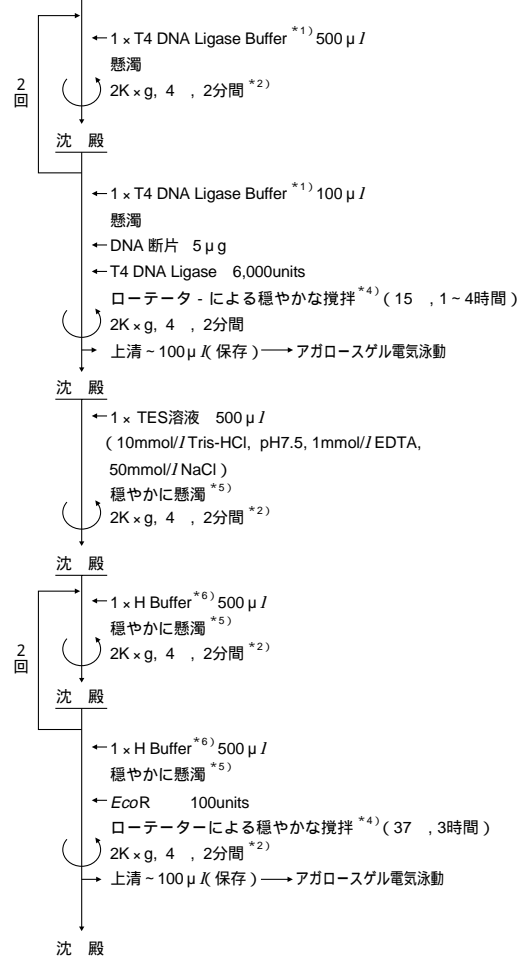 ←1 × T4 DNA Ligase Buffer *1) 500 μl
懸濁
2K × g, 4　, 2分間 *2)
2回
沈　殿
←1 × T4 DNA Ligase Buffer *1) 100 μl
懸濁
←DNA 断片　5 μg
←T4 DNA Ligase　6,000units
ローテータ - による穏やかな撹拌 *4) ( 15　, 1 ~ 4時間 )
2K × g, 4　, 2分間
→ 上清 ~ 100 μl( 保存 ) → アガロースゲル電気泳動
沈　殿
←1 × TES溶液　500 μl
( 10mmol/l Tris-HCl, pH7.5, 1mmol/l EDTA,
50mmol/l NaCl )
穏やかに懸濁 *5)
2K × g, 4　, 2分間 *2)
沈　殿
←1 × H Buffer *6) 500 μl
穏やかに懸濁 *5)
2K × g, 4　, 2分間 *2)
2回
沈　殿
←1 × H Buffer *6) 500 μl
穏やかに懸濁 *5)
←EcoR　　100units
ローテーターによる穏やかな撹拌 *4) ( 37　, 3時間 )
2K × g, 4　, 2分間 *2)
→ 上清 ~ 100 μl( 保存 ) → アガロースゲル電気泳動
沈　殿